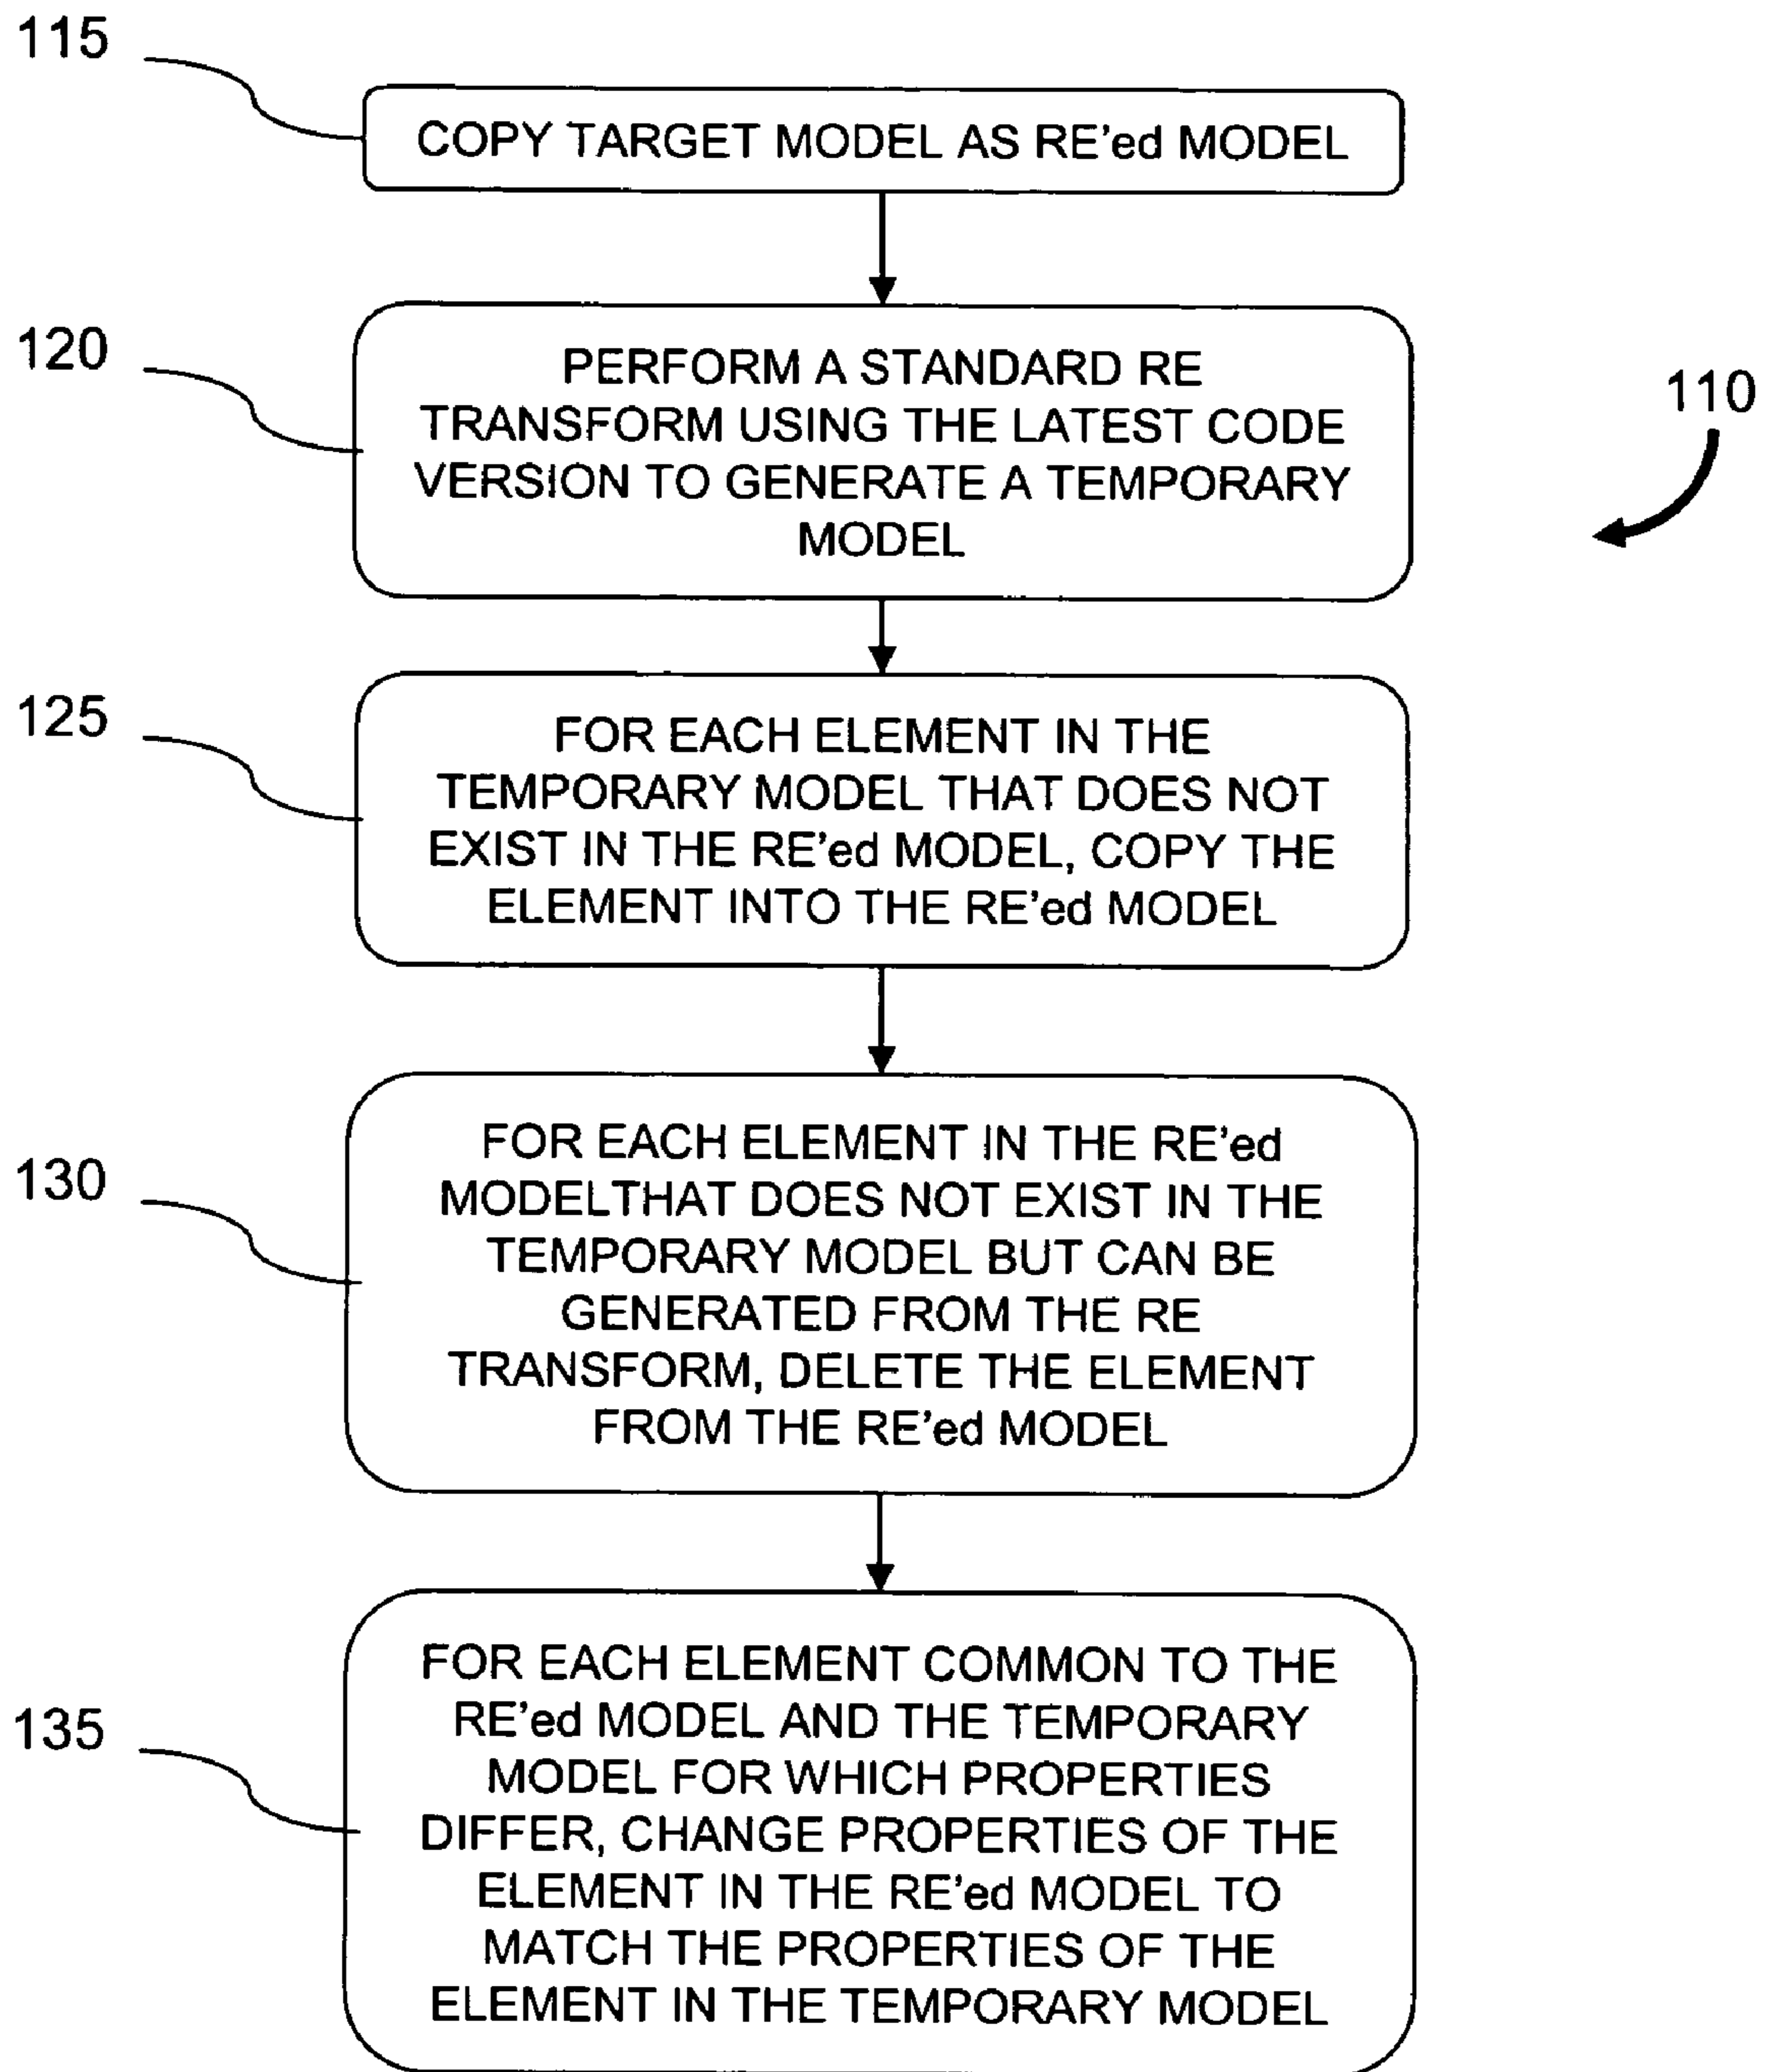 115
COPY TARGET MODEL AS RE'ed MODEL
120
PERFORM A STANDARD RE
TRANSFORM USING THE LATEST CODE
VERSION TO GENERATE A TEMPORARY
MODEL
110
125
FOR EACH ELEMENT IN THE
TEMPORARY MODEL THAT DOES NOT
EXIST IN THE RE'ed MODEL, COPY THE
ELEMENT INTO THE RE'ed MODEL
130
FOR EACH ELEMENT IN THE RE'ed
MODELTHAT DOES NOT EXIST IN THE
TEMPORARY MODEL BUT CAN BE
GENERATED FROM THE RE
TRANSFORM, DELETE THE ELEMENT
FROM THE RE'ed MODEL
135
FOR EACH ELEMENT COMMON TO THE
RE'ed MODEL AND THE TEMPORARY
MODEL FOR WHICH PROPERTIES
DIFFER, CHANGE PROPERTIES OF THE
ELEMENT IN THE RE'ed MODEL TO
MATCH THE PROPERTIES OF THE
ELEMENT IN THE TEMPORARY MODEL